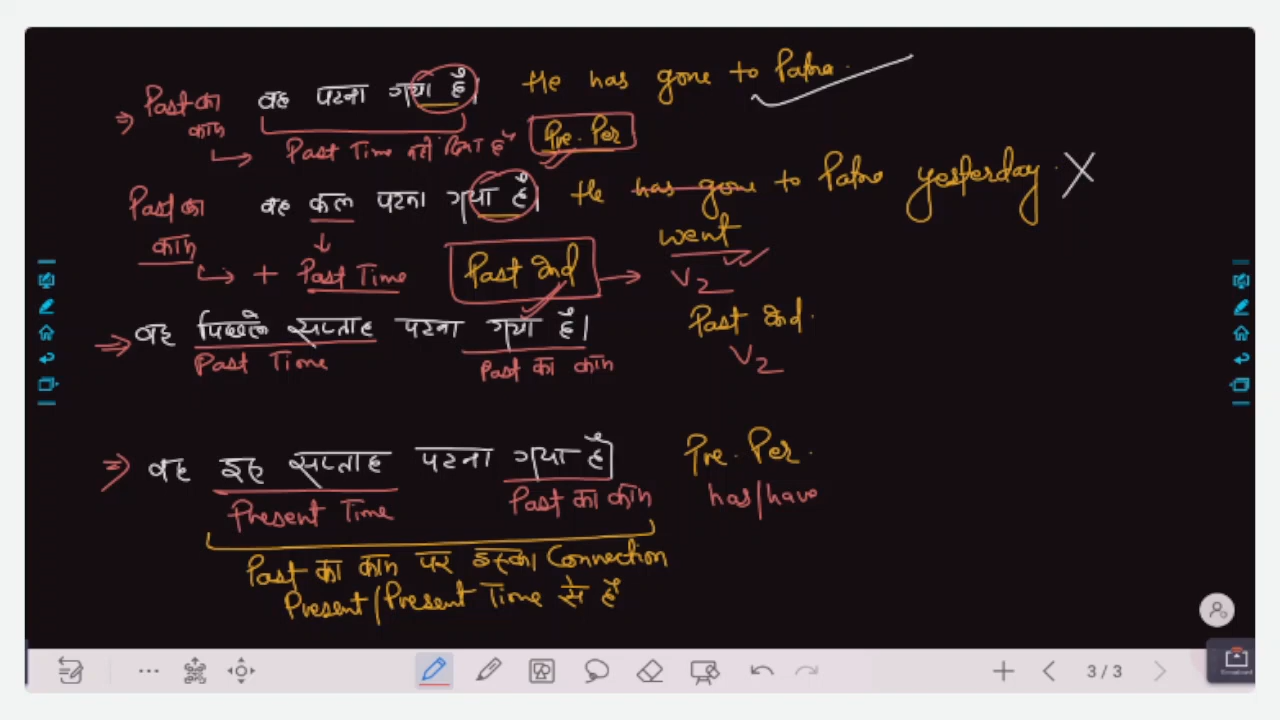 ⇒ Past का काम वह पटना गया है। He has gone to Patna.
Past Time नहीं दिया है Pre. Per
Past का काम वह कल पटना गया है। He has gone to Patna yesterday. X
went
+ Past Time Past Ind → V2
⇒ वह पिछले सप्ताह पटना गया है। Past Ind.
Past Time Past का काम V2
⇒ वह इह सप्ताह पटना गया है Pre. Per.
Present Time Past का काम has/have
Past का काम पर इसका Connection
Present/Present Time से है
3 / 3